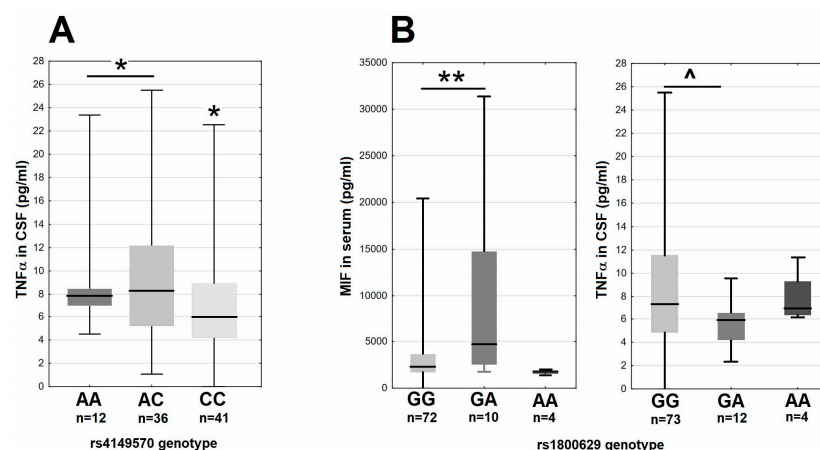 A
B
*
*
**
^
TNFα in CSF (pg/ml)
28
26
24
22
20
18
16
14
12
10
8
6
4
2
0
AA
AC
CC
n=12
n=36
n=41
rs4149570 genotype
MIF in serum (pg/ml)
35000
30000
25000
20000
15000
10000
5000
0
GG
GA
AA
n=72
n=10
n=4
TNFα in CSF (pg/ml)
28
26
24
22
20
18
16
14
12
10
8
6
4
2
0
GG
GA
AA
n=73
n=12
n=4
rs1800629 genotype